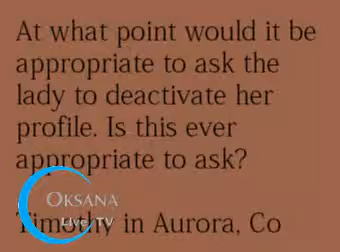 At what point would it be
appropriate to ask the
lady to deactivate her
profile. Is this ever
appropriate to ask?
OKSANA
LIVE TV
Timothy in Aurora, Co